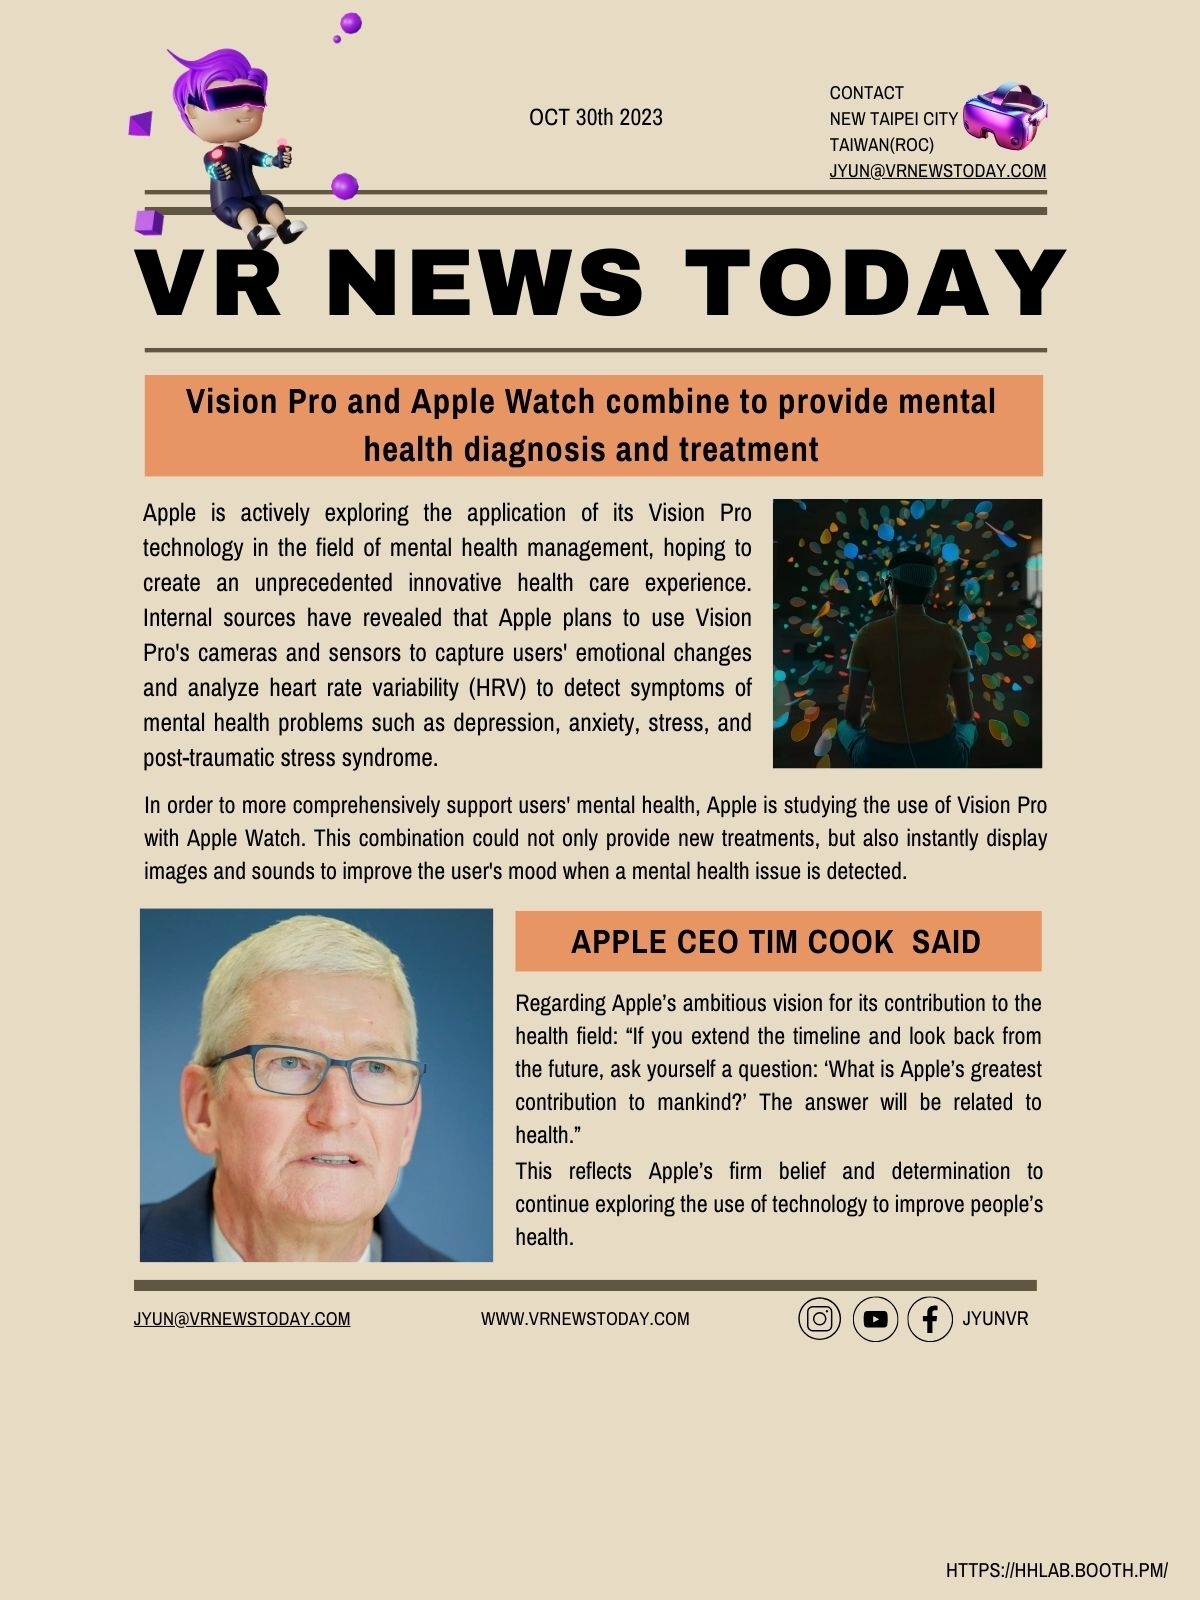 OCT 30th 2023
CONTACT
NEW TAIPEI CITY
TAIWAN(ROC)
JYUN@VRNEWSTODAY.COM
VR NEWS TODAY
Vision Pro and Apple Watch combine to provide mental
health diagnosis and treatment
Apple is actively exploring the application of its Vision Pro
technology in the field of mental health management, hoping to
create an unprecedented innovative health care experience.
Internal sources have revealed that Apple plans to use Vision
Pro's cameras and sensors to capture users' emotional changes
and analyze heart rate variability (HRV) to detect symptoms of
mental health problems such as depression, anxiety, stress, and
post-traumatic stress syndrome.
In order to more comprehensively support users' mental health, Apple is studying the use of Vision Pro
with Apple Watch. This combination could not only provide new treatments, but also instantly display
images and sounds to improve the user's mood when a mental health issue is detected.
APPLE CEO TIM COOK  SAID
Regarding Apple’s ambitious vision for its contribution to the
health field: “If you extend the timeline and look back from
the future, ask yourself a question: ‘What is Apple’s greatest
contribution to mankind?’ The answer will be related to
health.”
This reflects Apple’s firm belief and determination to
continue exploring the use of technology to improve people’s
health.
JYUN@VRNEWSTODAY.COM
WWW.VRNEWSTODAY.COM
JYUNVR
HTTPS://HHLAB.BOOTH.PM/